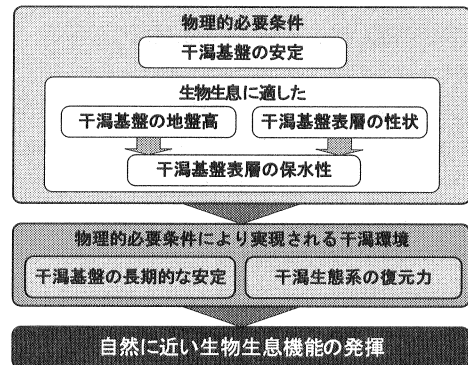 物理的必要条件
干潟基盤の安定
生物生息に適した
干潟基盤の地盤高
干潟基盤表層の性状
干潟基盤表層の保水性
物理的必要条件により実現される干潟環境
干潟基盤の長期的な安定
干潟生態系の復元力
自然に近い生物生息機能の発揮